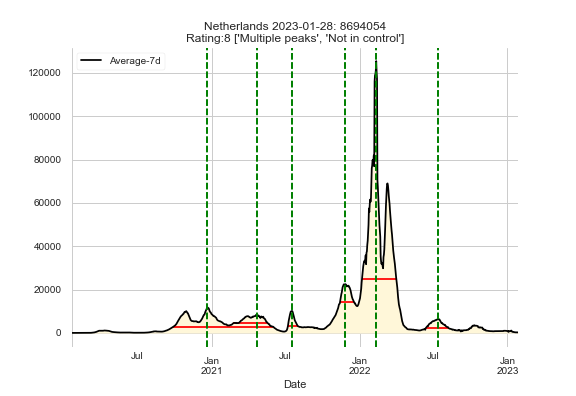 Netherlands 2023-01-28: 8694054
Rating:8 ['Multiple peaks', 'Not in control']
Average-7d
120000
100000
80000
60000
40000
20000
0
Jul
Jan
2021
Jul
Jan
2022
Jul
Jan
2023
Date